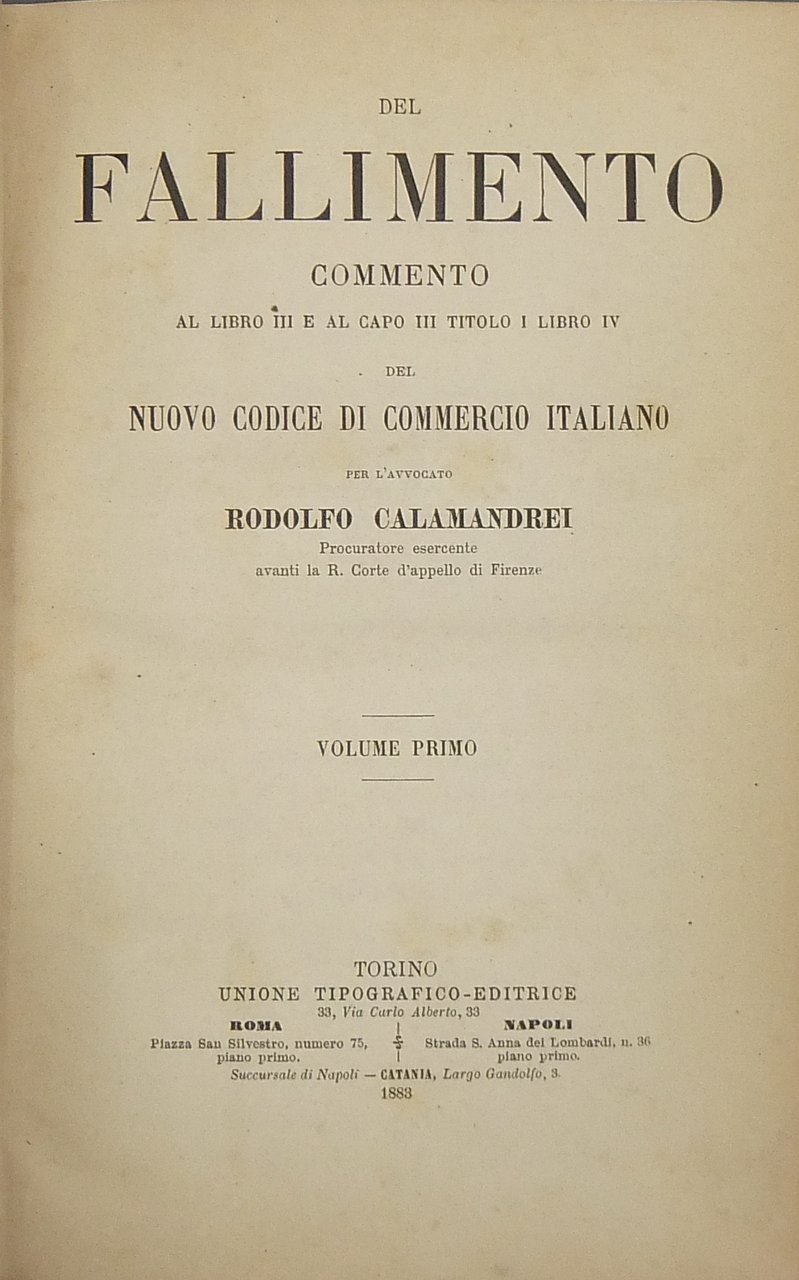 DEL
FALLIMENTO
COMMENTO
AL LIBRO III E AL CAPO III TITOLO I LIBRO IV
DEL
NUOVO CODICE DI COMMERCIO ITALIANO
PER L'AVVOCATO
RODOLFO CALAMANDREI
Procuratore esercente
avanti la R. Corte d'appello di Firenze
VOLUME PRIMO
TORINO
UNIONE TIPOGRAFICO-EDITRICE
33, Via Carlo Alberto, 33
ROMA
Piazza San Silvestro, numero 75,
piano primo.
NAPOLI
Strada S. Anna dei Lombardi, n. 36
piano primo.
Succursale di Napoli — CATANIA, Largo Gandolfo, 3.
1883